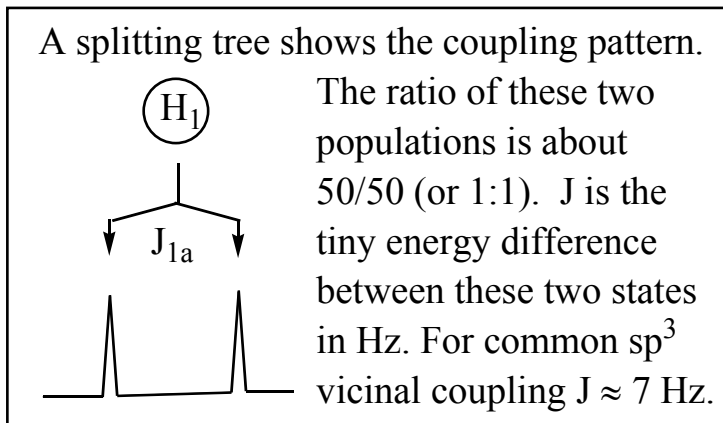 A splitting tree shows the coupling pattern.
H₁
J₁ₐ
The ratio of these two
populations is about
50/50 (or 1:1).  J is the
tiny energy difference
between these two states
in Hz. For common sp³
vicinal coupling J ≈ 7 Hz.